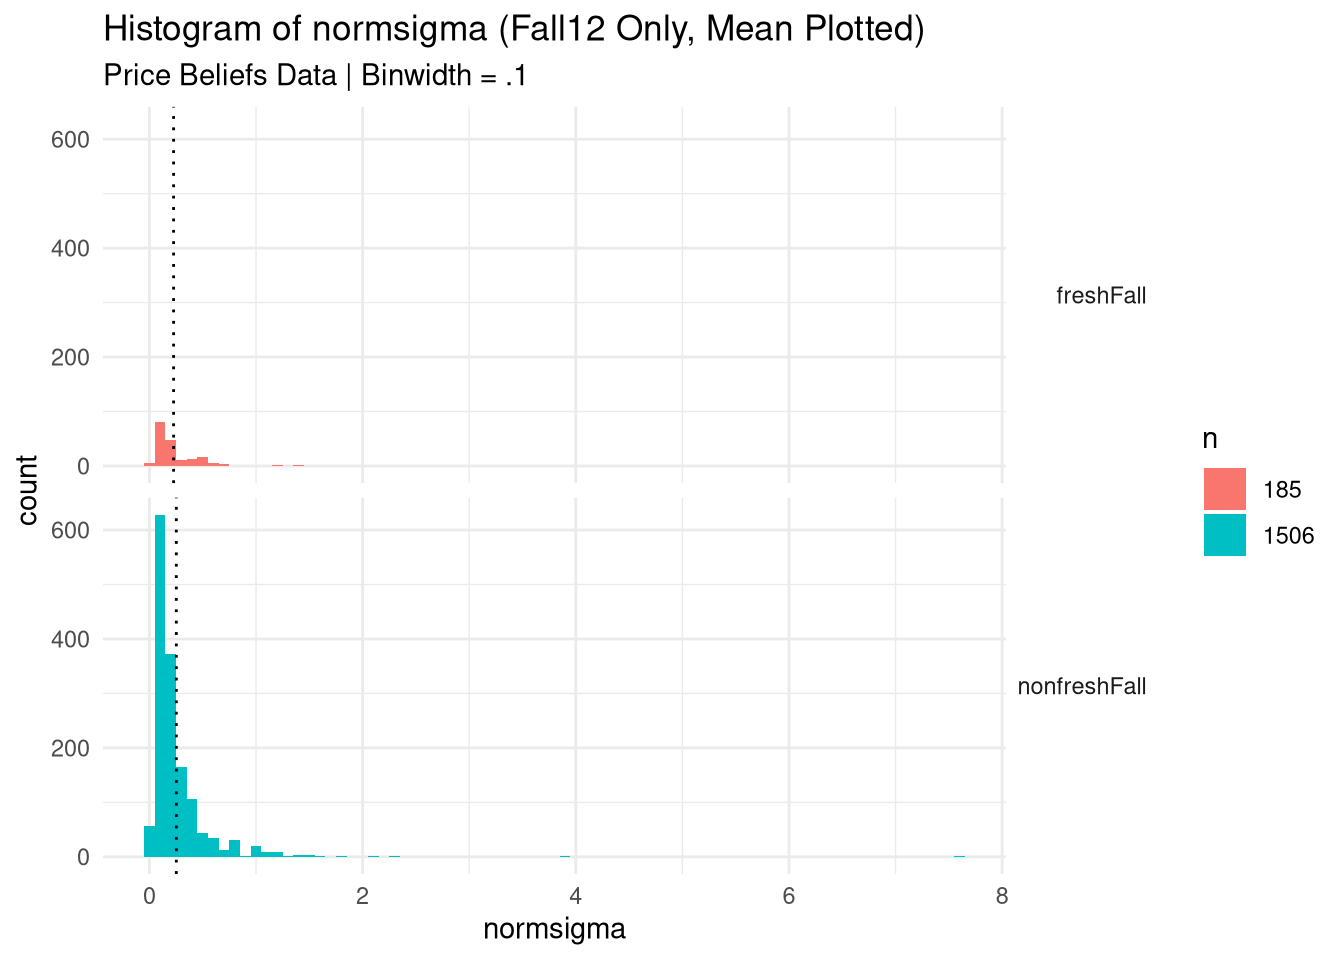 Histogram of normsigma (Fall12 Only, Mean Plotted)
Price Beliefs Data | Binwidth = .1
600
400
200
0
freshFall
600
400
200
0
nonfreshFall
count
0 2 4 6 8
normsigma
n
185
1506